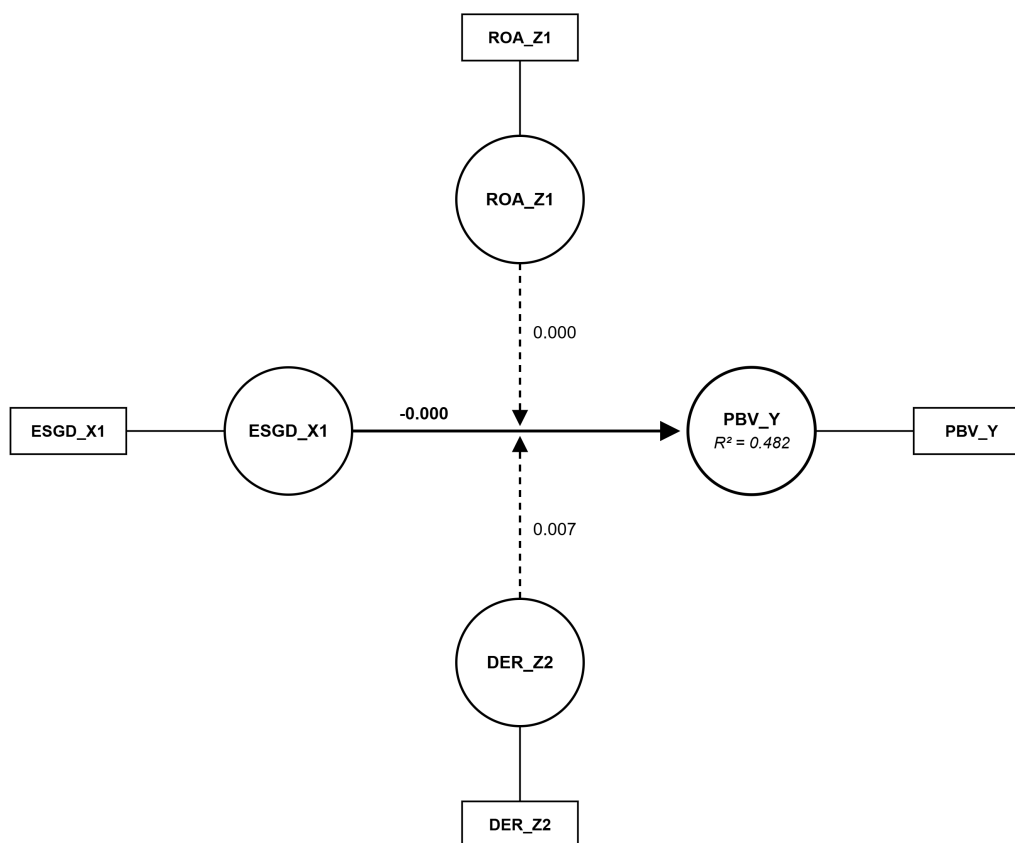 ROA_Z1
ROA_Z1
0.000
-0.000
ESGD_X1
ESGD_X1
PBV_Y
R² = 0.482
PBV_Y
0.007
DER_Z2
DER_Z2